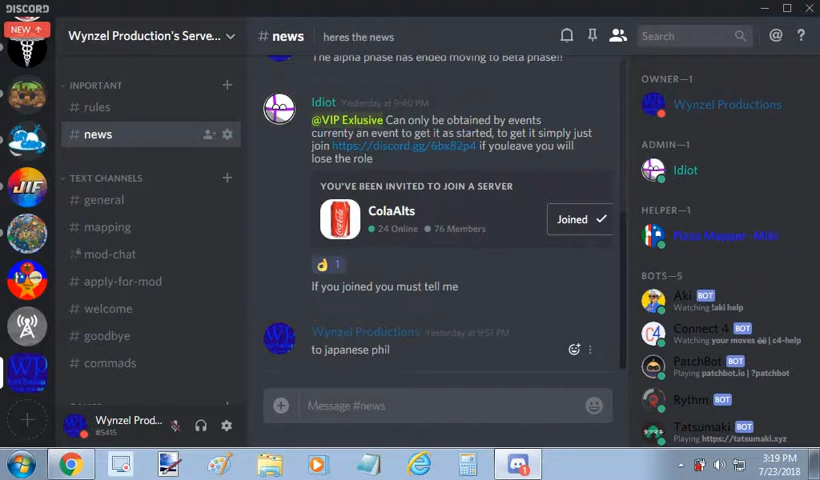 DISCORD
NEW ↑
Wynzel Production's Serve...
# news
heres the news
Search
INPORTANT
# rules
# news
TEXT CHANNELS
# general
# mapping
mod-chat
# apply-for-mod
# welcome
# goodbye
# commads
Wynzel Prod...
#5415
The alpha phase has ended moving to beta phase!!
Idiot Yesterday at 9:40 PM
@VIP Exlusive Can only be obtained by events
currenty an event to get it as started, to get it simply just
join https://discord.gg/6bx82p4 if youleave you will
lose the role
YOU'VE BEEN INVITED TO JOIN A SERVER
ColaAlts
24 Online 76 Members
Joined
👌 1
If you joined you must tell me
Wynzel Productions Yesterday at 9:51 PM
to japanese phil
Message #news
OWNER—1
Wynzel Productions
ADMIN—1
Idiot
HELPER—1
Pizza Mapper -Milki
BOTS—5
Aki BOT
Watching !aki help
Connect 4 BOT
Watching your moves 👀 | c4-help
PatchBot BOT
Playing patchbot.io | ?patchbot
Rythm BOT
Tatsumaki BOT
Playing https://tatsumaki.xyz
3:19 PM
7/23/2018